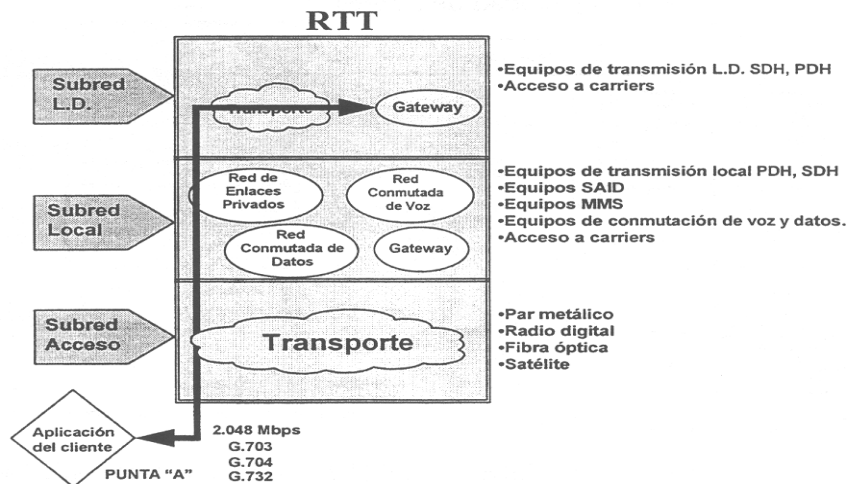 RTT
Subred
L.D.
Transporte
Gateway
•Equipos de transmisión L.D. SDH, PDH
•Acceso a carriers
Subred
Local
Red de
Enlaces
Privados
Red
Conmutada
de Voz
Red
Conmutada de
Datos
Gateway
•Equipos de transmisión local PDH, SDH
•Equipos SAID
•Equipos MMS
•Equipos de conmutación de voz y datos.
•Acceso a carriers
Subred
Acceso
Transporte
•Par metálico
•Radio digital
•Fibra óptica
•Satélite
Aplicación
del cliente
PUNTA “A”
2.048 Mbps
G.703
G.704
G.732